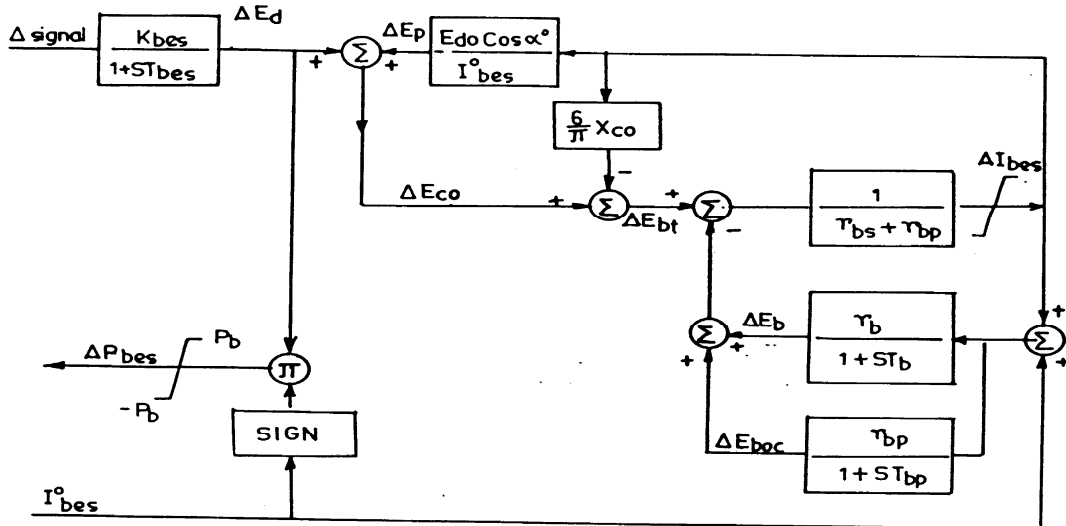 Δ signal
Kbes
1+STbes
ΔEd
+
Σ
+
ΔEp
-
Edo Cos α°
I°bes
6
π Xco
-
ΔEco
+
Σ
ΔEbt
+
Σ
-
1
rbs + rbp
ΔIbes
+
Σ
+
ΔEb
+
Σ
+
rb
1 + STb
ΔEboc
rbp
1 + STbp
ΔPbes
Pb
-Pb
π
SIGN
I°bes